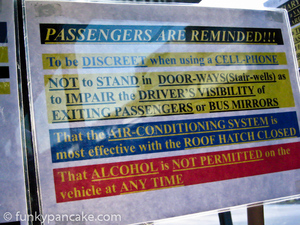 PASSENGERS ARE REMINDED!!!
To be DISCREET when using a CELL-PHONE
NOT to STAND in DOOR-WAYS(Stair-wells) as
to IMPAIR the DRIVER'S VISIBILITY of
EXITING PASSENGERS or BUS MIRRORS
That the AIR-CONDITIONING SYSTEM is
most effective with the ROOF HATCH CLOSED
That ALCOHOL is NOT PERMITTED on the
vehicle at ANY TIME
© funkypancake.com